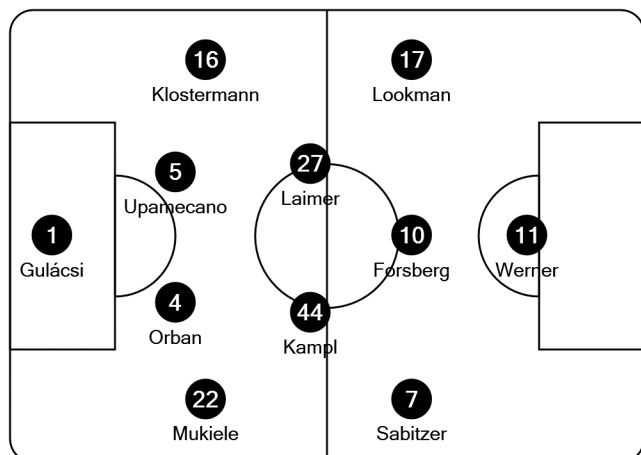 16
Klostermann
17
Lookman
5
Upamecano
27
Laimer
1
Gulácsi
10
Forsberg
11
Werner
4
Orban
44
Kampl
22
Mukiele
7
Sabitzer